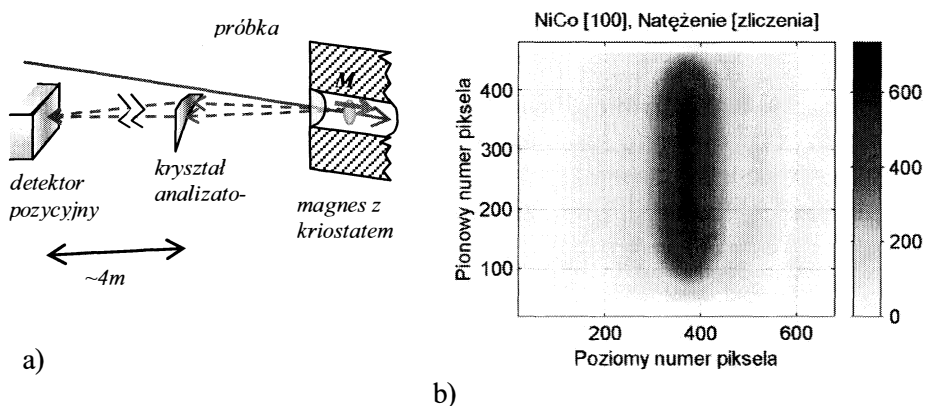 próbka
M
detektor
pozycyjny
kryształ
analizato-
magnes z
kriostatem
~4m
a)
NiCo [100], Natężenie [zliczenia]
Pionowy numer piksela
400
300
200
100
200
400
600
Poziomy numer piksela
600
400
200
0
b)